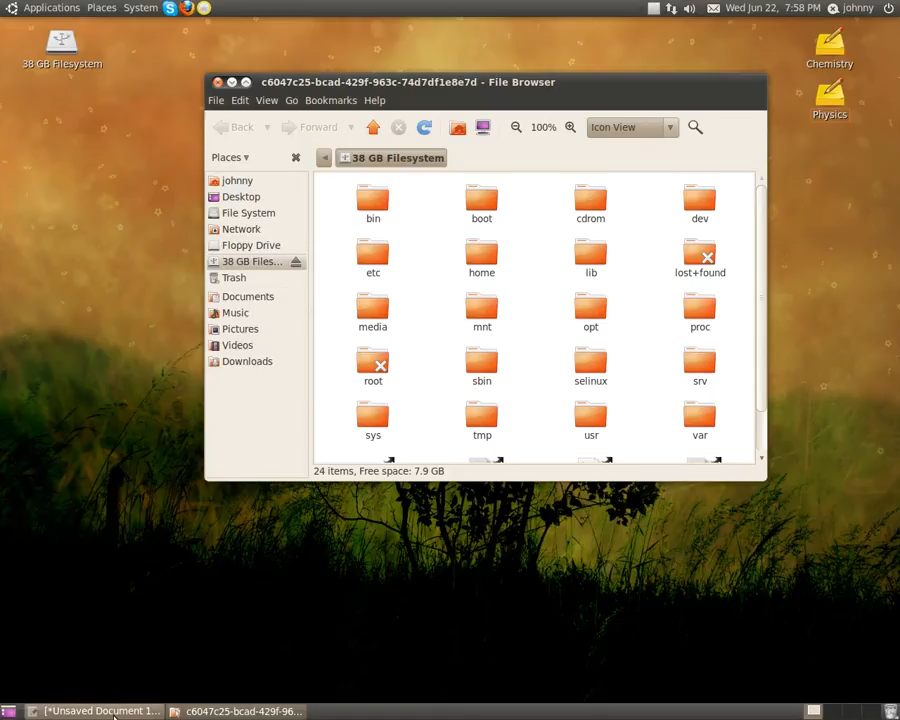 Applications Places System Wed Jun 22, 7:58 PM johnny
38 GB Filesystem
Chemistry
Physics
c6047c25-bcad-429f-963c-74d7df1e8e7d - File Browser
File Edit View Go Bookmarks Help
Back Forward 100% Icon View
Places
38 GB Filesystem
johnny
Desktop
File System
Network
Floppy Drive
38 GB Files...
Trash
Documents
Music
Pictures
Videos
Downloads
bin boot cdrom dev
etc home lib lost+found
media mnt opt proc
root sbin selinux srv
sys tmp usr var
24 items, Free space: 7.9 GB
[*Unsaved Document 1... c6047c25-bcad-429f-96...